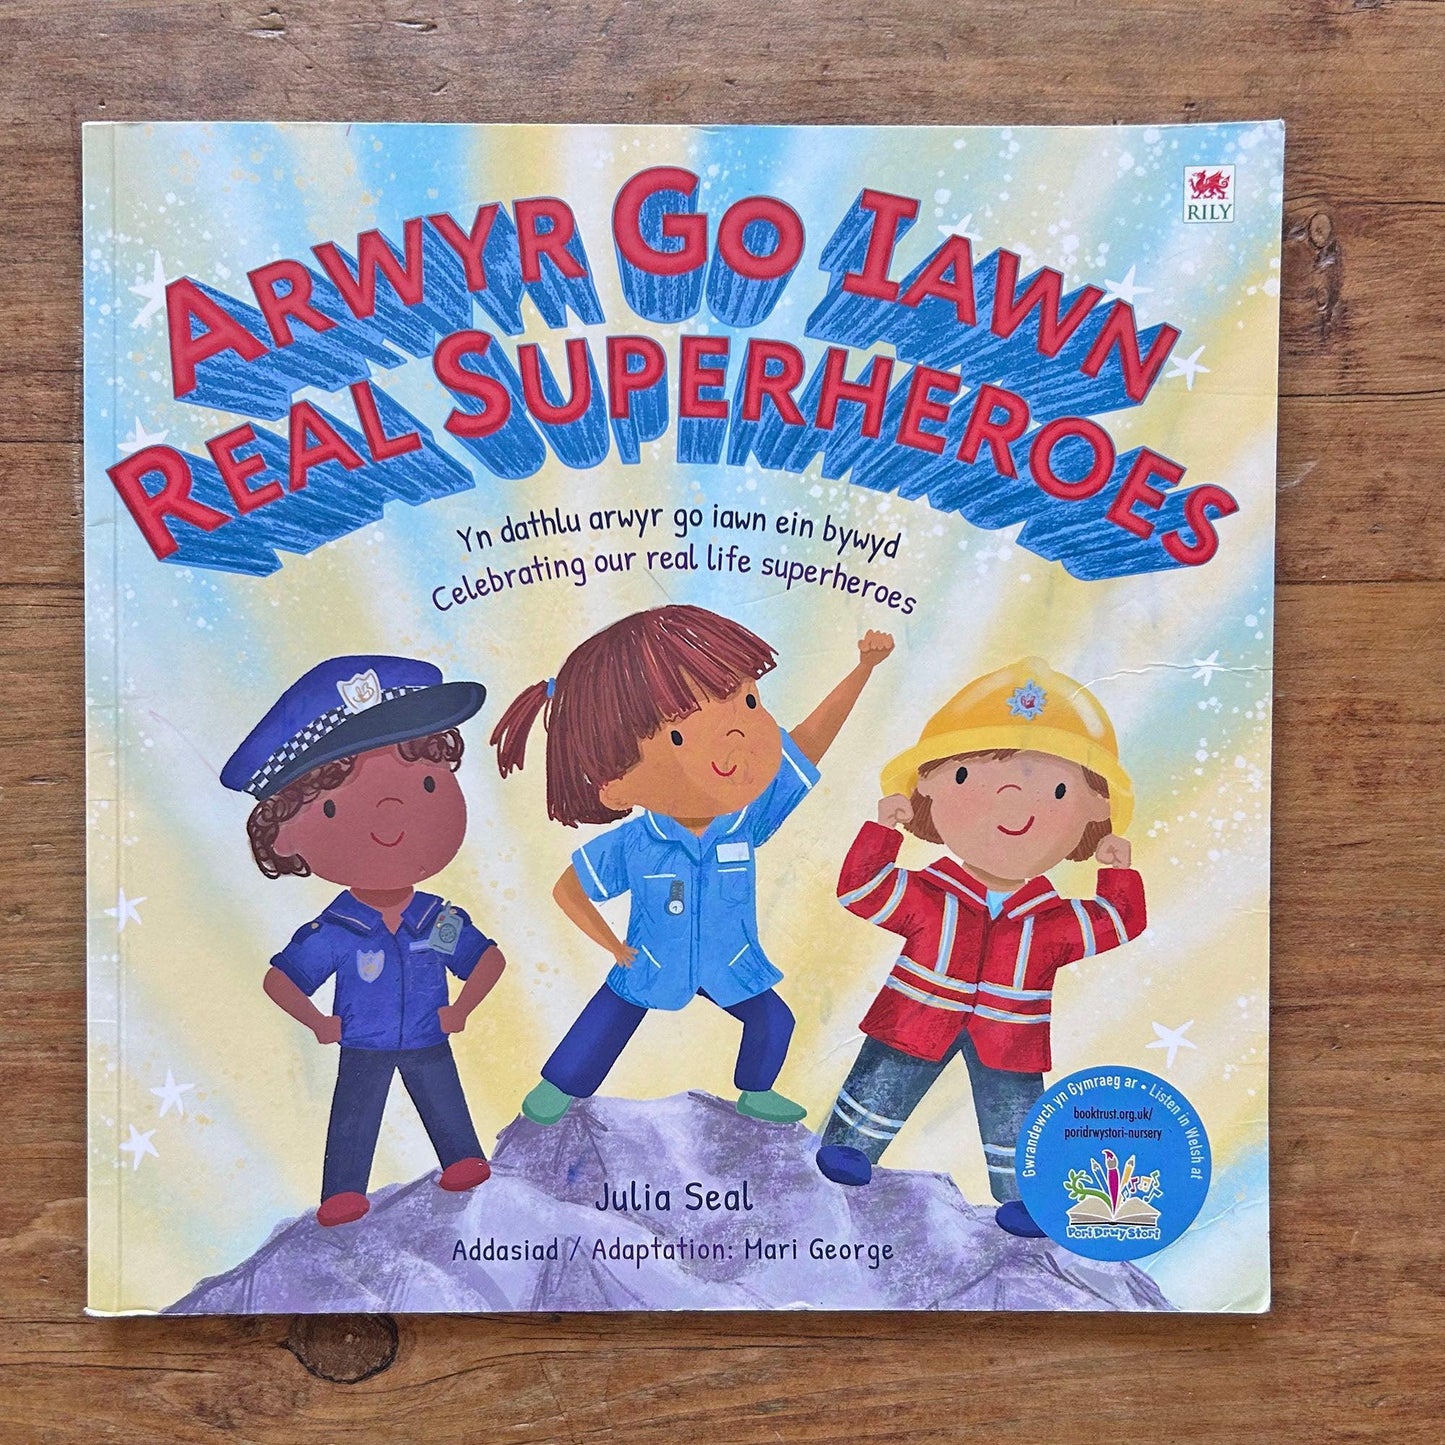 RILY
ARWYR GO IAWN
REAL SUPERHEROES
Yn dathlu arwyr go iawn ein bywyd
Celebrating our real life superheroes
Julia Seal
Addasiad / Adaptation: Mari George
Gwrandewch yn Gymraeg ar • Listen in Welsh at
booktrust.org.uk/
poridrwystori-nursery
Pori Drwy Stori